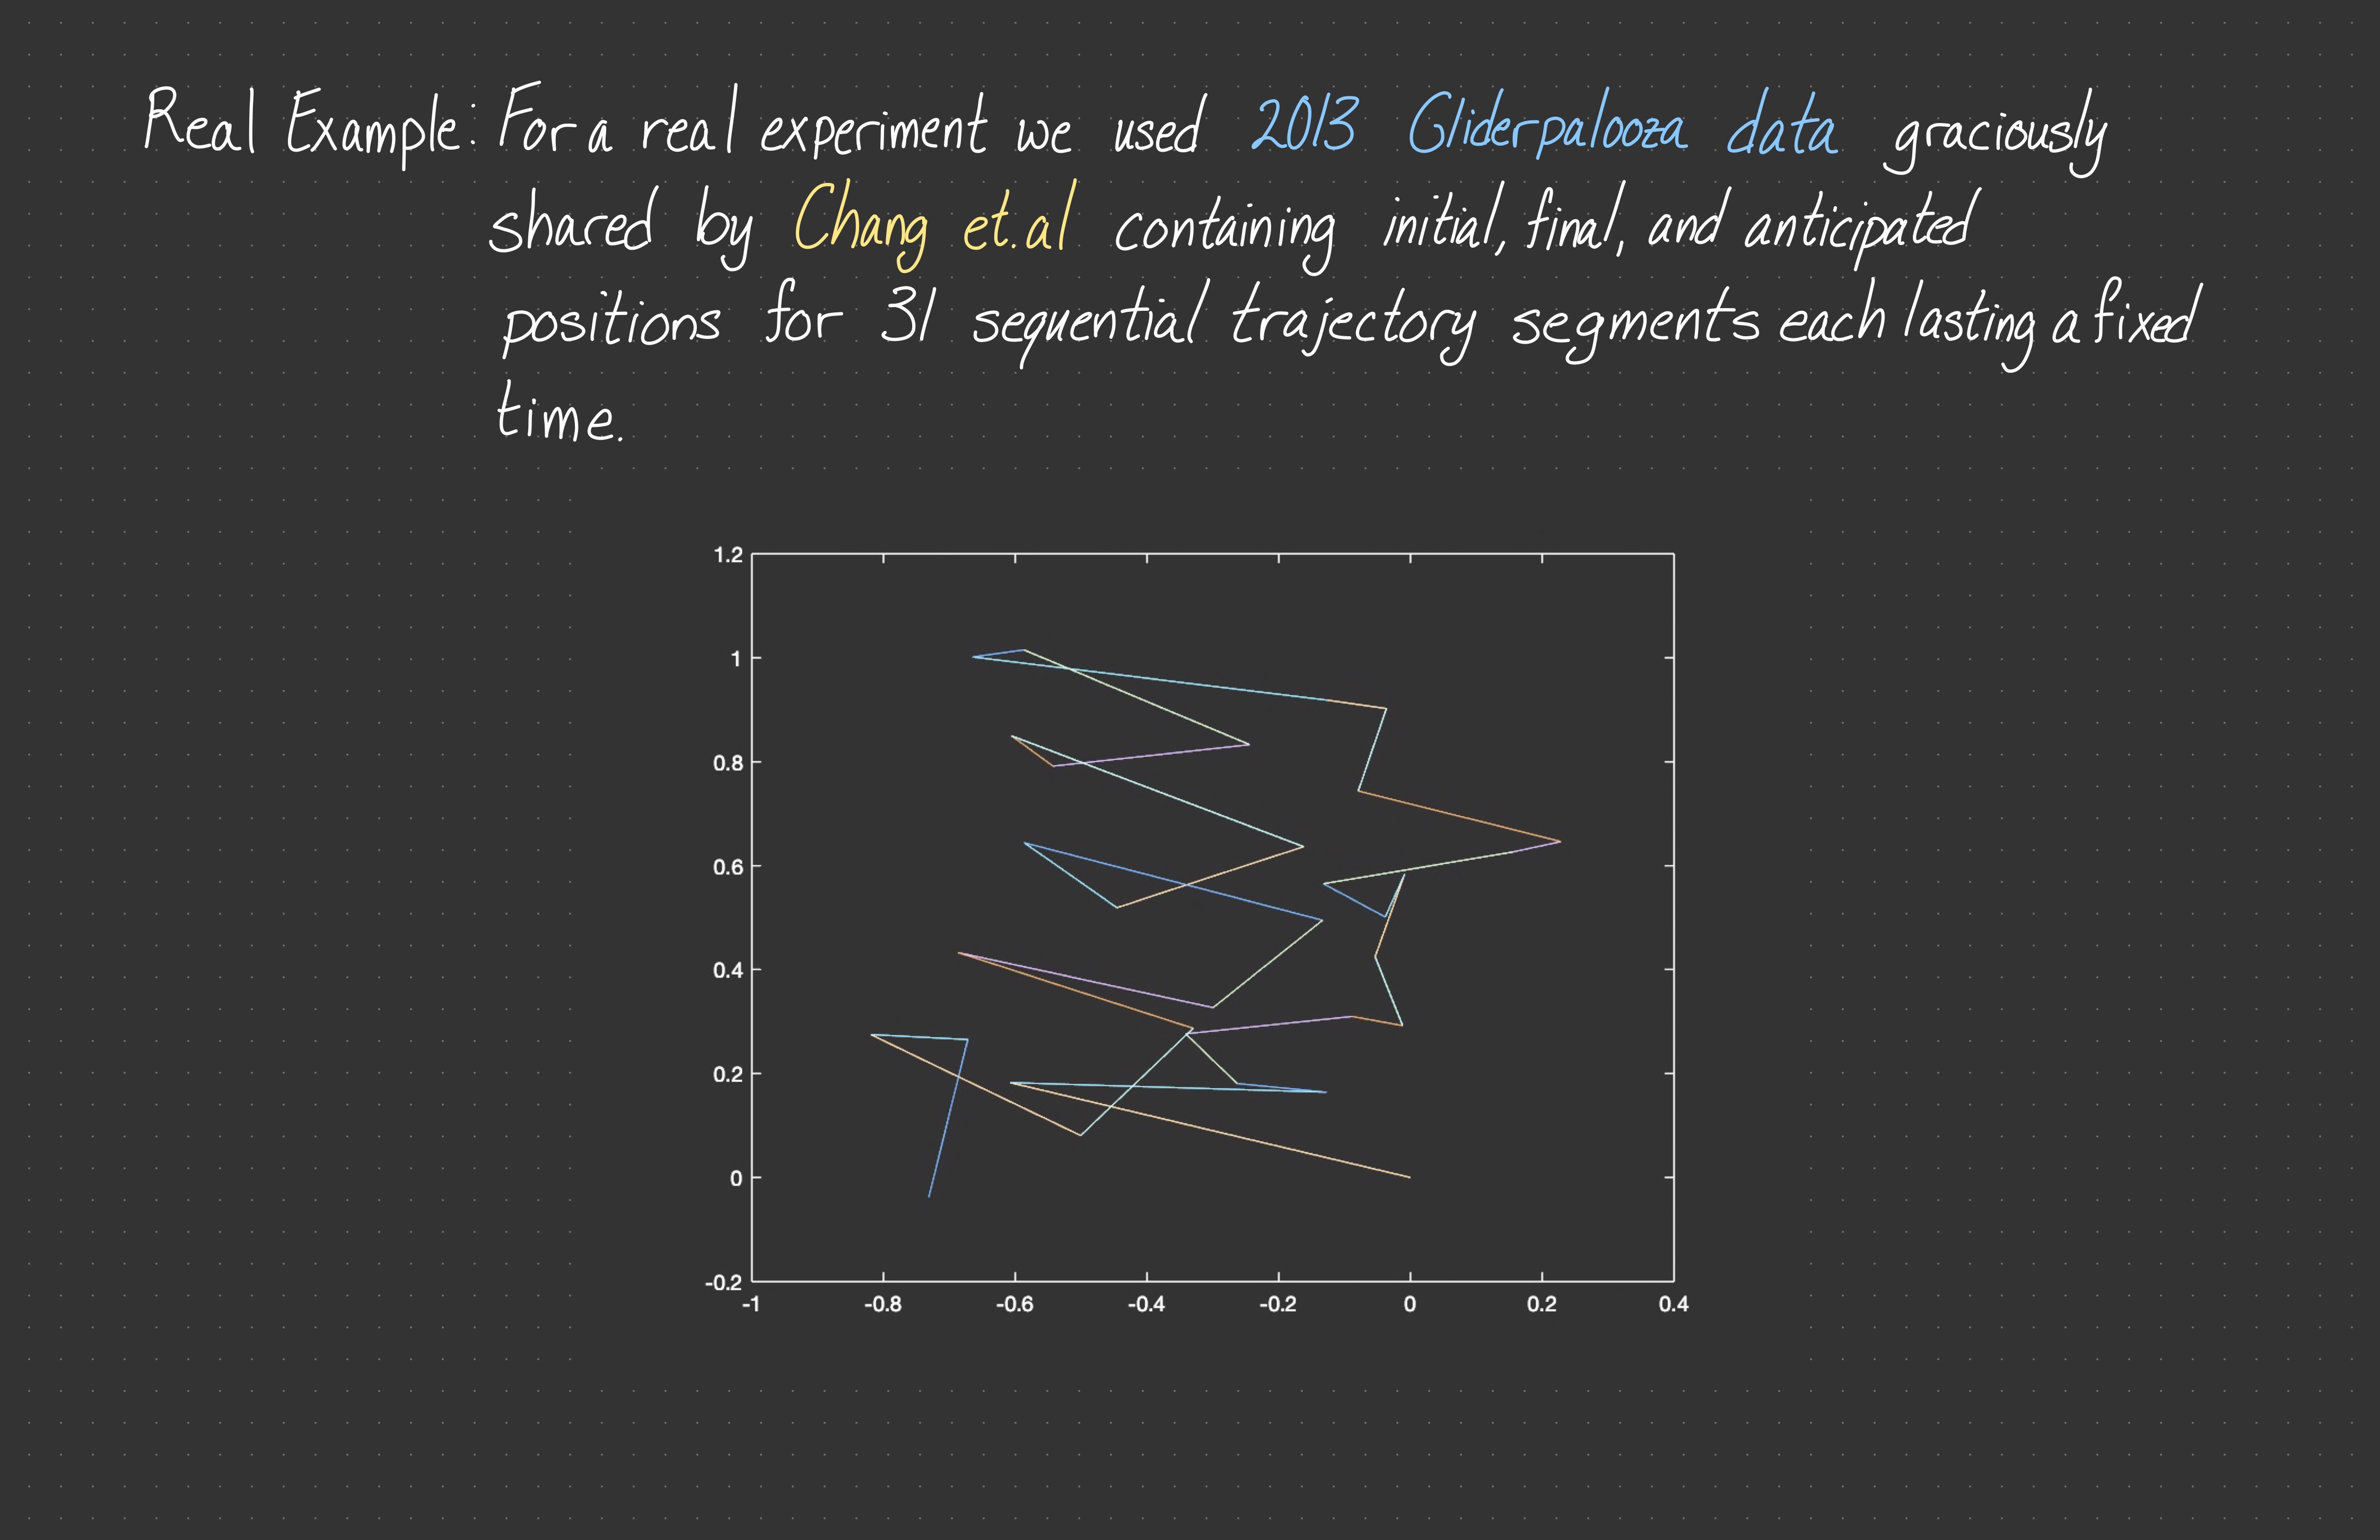 Real Example: For a real experiment we used 2013 Gliderpalooza data graciously
shared by Chang et.al containing initial, final, and anticipated
positions for 31 sequential trajectory segments each lasting a fixed
time.
1.2
1
0.8
0.6
0.4
0.2
0
-0.2
-1 -0.8 -0.6 -0.4 -0.2 0 0.2 0.4